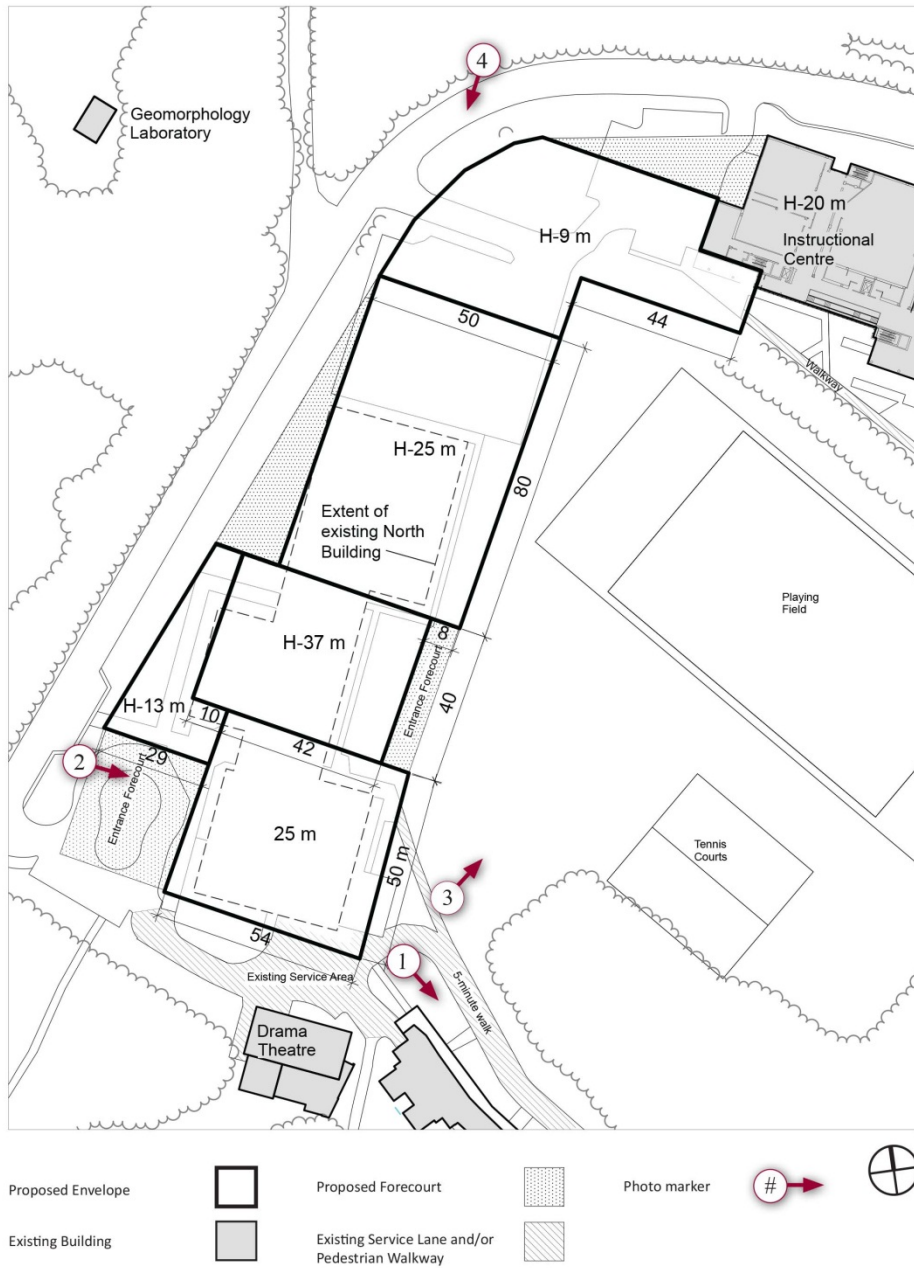 4
Geomorphology
Laboratory
H-20 m
Instructional
Centre
H-9 m
50
44
Walkway
H-25 m
80
Extent of
existing North
Building
Playing
Field
8
H-37 m
Entrance Forecourt
40
H-13 m
10
42
2
29
Entrance Forecourt
25 m
50 m
Tennis
Courts
3
54
1
Existing Service Area
5-minute walk
Drama
Theatre
Proposed Envelope
Proposed Forecourt
Photo marker
#
Existing Building
Existing Service Lane and/or
Pedestrian Walkway